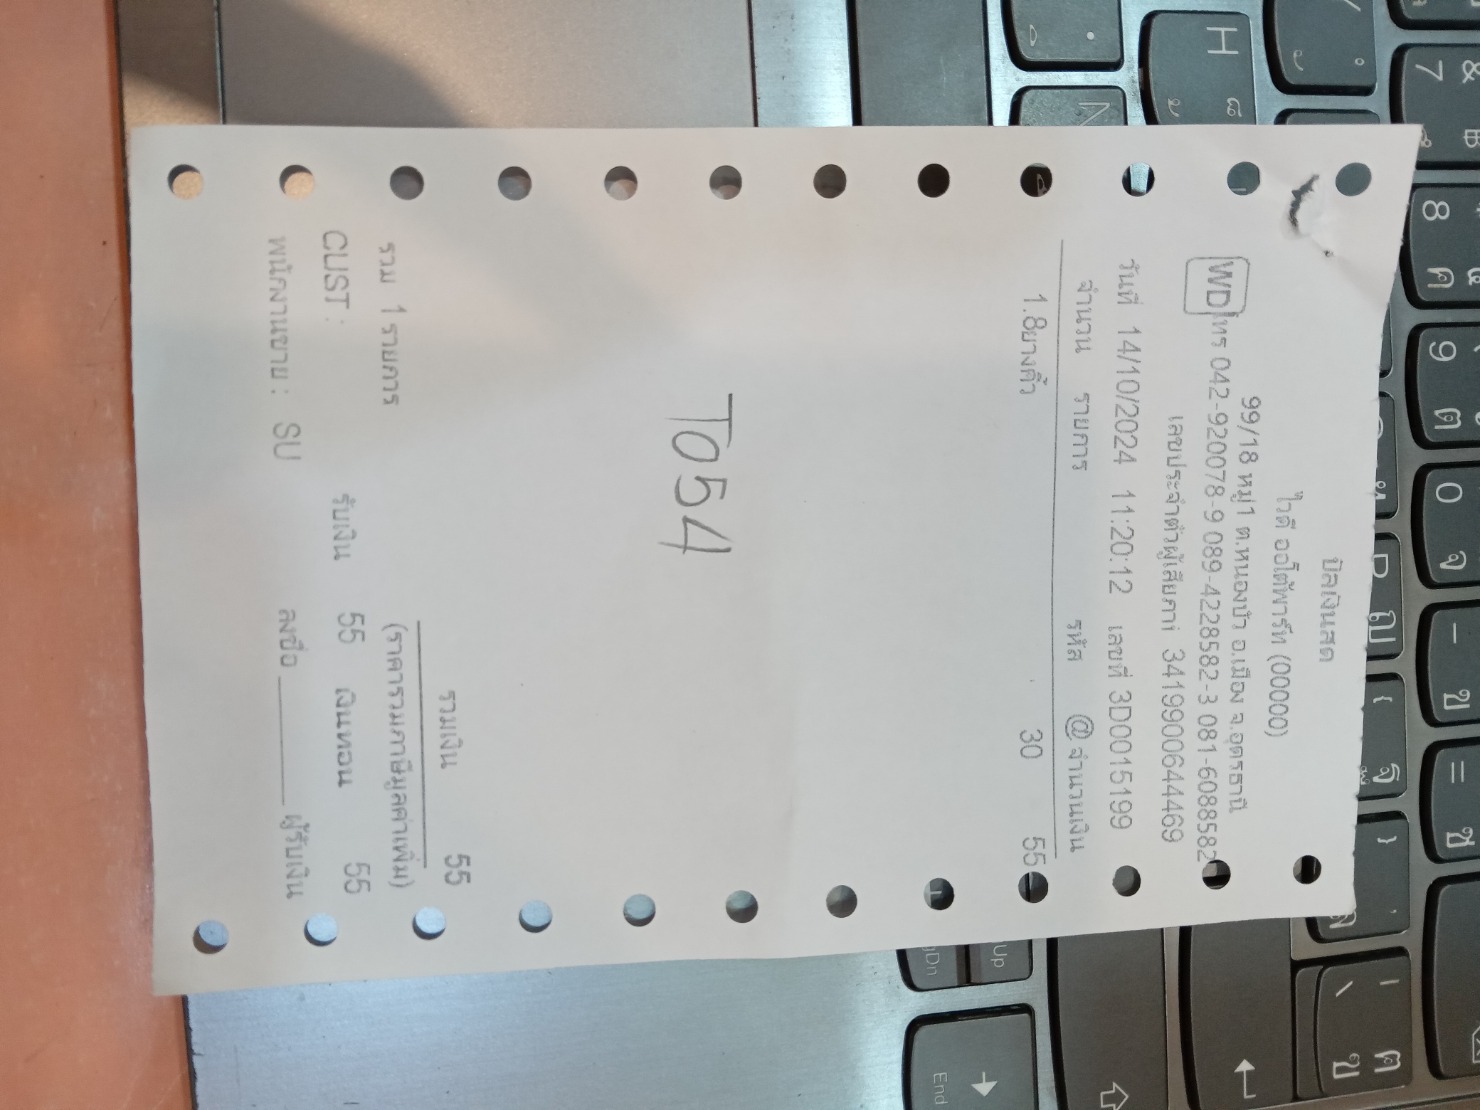 บิลเงินสด
ไวดี ออโต้พาร์ท (00000)
99/18 หมู่1 ต.หนองบัว อ.เมือง จ.อุดรธานี
WD โทร 042-920078-9 089-4228582-3 081-6088582
เลขประจำตัวผู้เสียภาษี 3419900644469
วันที่ 14/10/2024 11:20:12 เลขที่ 3D0015199
จำนวน รายการ รหัส @ จำนวนเงิน
1.8ยางคิ้ว 30 55
T054
รวมเงิน 55
รวม 1 รายการ (ราคารวมภาษีมูลค่าเพิ่ม)
CUST : รับเงิน 55 เงินทอน 55
พนักงานขาย : SU ลงชื่อ ผู้รับเงิน
H
7
8
9
0
-
=
P
End
Up